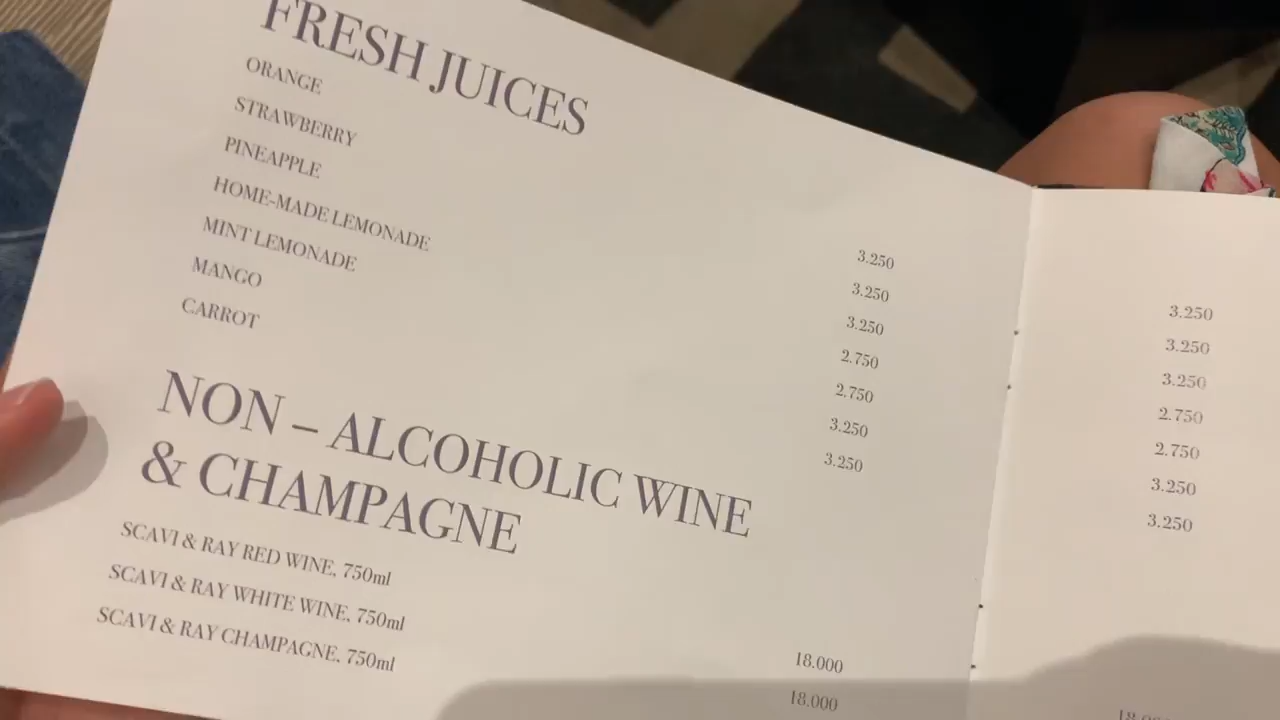 FRESH JUICES
ORANGE 3.250
STRAWBERRY 3.250
PINEAPPLE 3.250
HOME-MADE LEMONADE 2.750
MINT LEMONADE 2.750
MANGO 3.250
CARROT 3.250
NON – ALCOHOLIC WINE
& CHAMPAGNE
SCAVI & RAY RED WINE, 750ml 18.000
SCAVI & RAY WHITE WINE, 750ml 18.000
SCAVI & RAY CHAMPAGNE, 750ml
3.250
3.250
3.250
2.750
2.750
3.250
3.250